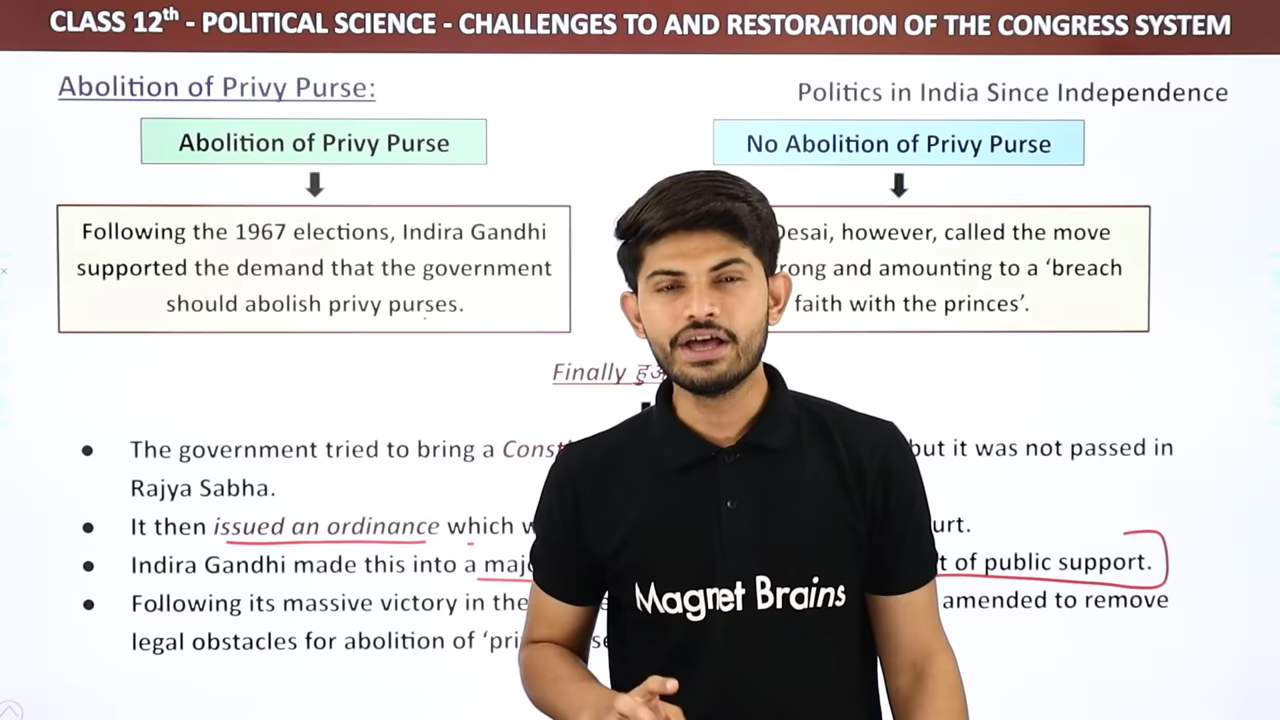 CLASS 12th - POLITICAL SCIENCE - CHALLENGES TO AND RESTORATION OF THE CONGRESS SYSTEM
Abolition of Privy Purse:
Politics in India Since Independence
Abolition of Privy Purse
No Abolition of Privy Purse
Following the 1967 elections, Indira Gandhi
supported the demand that the government
should abolish privy purses.
Desai, however, called the move
and amounting to a ‘breach
faith with the princes’.
Finally
The government tried to bring a but it was not passed in
Rajya Sabha.
It then issued an ordinance which
Indira Gandhi made this into a of public support.
Following its massive victory in the amended to remove
legal obstacles for abolition of
Magnet Brains